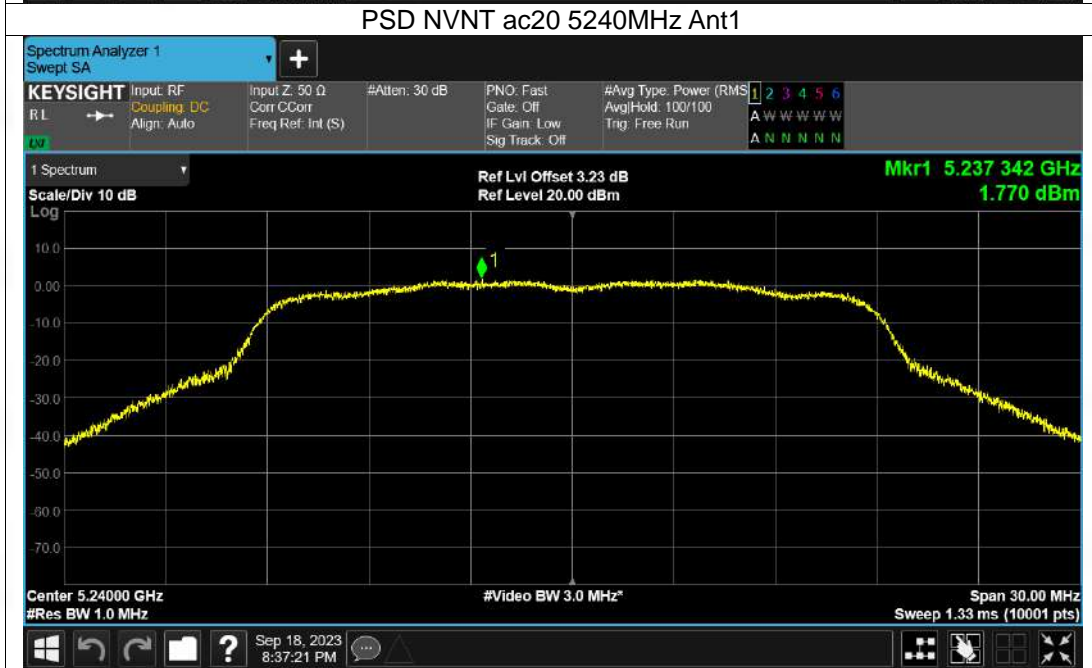 PSD NVNT ac20 5240MHz Ant1
Spectrum Analyzer 1
Swept SA
+
KEYSIGHT Input: RF Input Z: 50 Ω #Atten: 30 dB PNO: Fast #Avg Type: Power (RMS 1 2 3 4 5 6
RL Coupling: DC Corr CCorr Gate: Off Avg|Hold: 100/100 A W W W W W
Align: Auto Freq Ref: Int (S) IF Gain: Low Trig: Free Run
LXI Sig Track: Off A N N N N N
1 Spectrum Ref Lvl Offset 3.23 dB Mkr1 5.237 342 GHz
Scale/Div 10 dB Ref Level 20.00 dBm 1.770 dBm
Log
10.0
1
0.00
-10.0
-20.0
-30.0
-40.0
-50.0
-60.0
-70.0
Center 5.24000 GHz #Video BW 3.0 MHz* Span 30.00 MHz
#Res BW 1.0 MHz Sweep 1.33 ms (10001 pts)
? Sep 18, 2023
8:37:21 PM